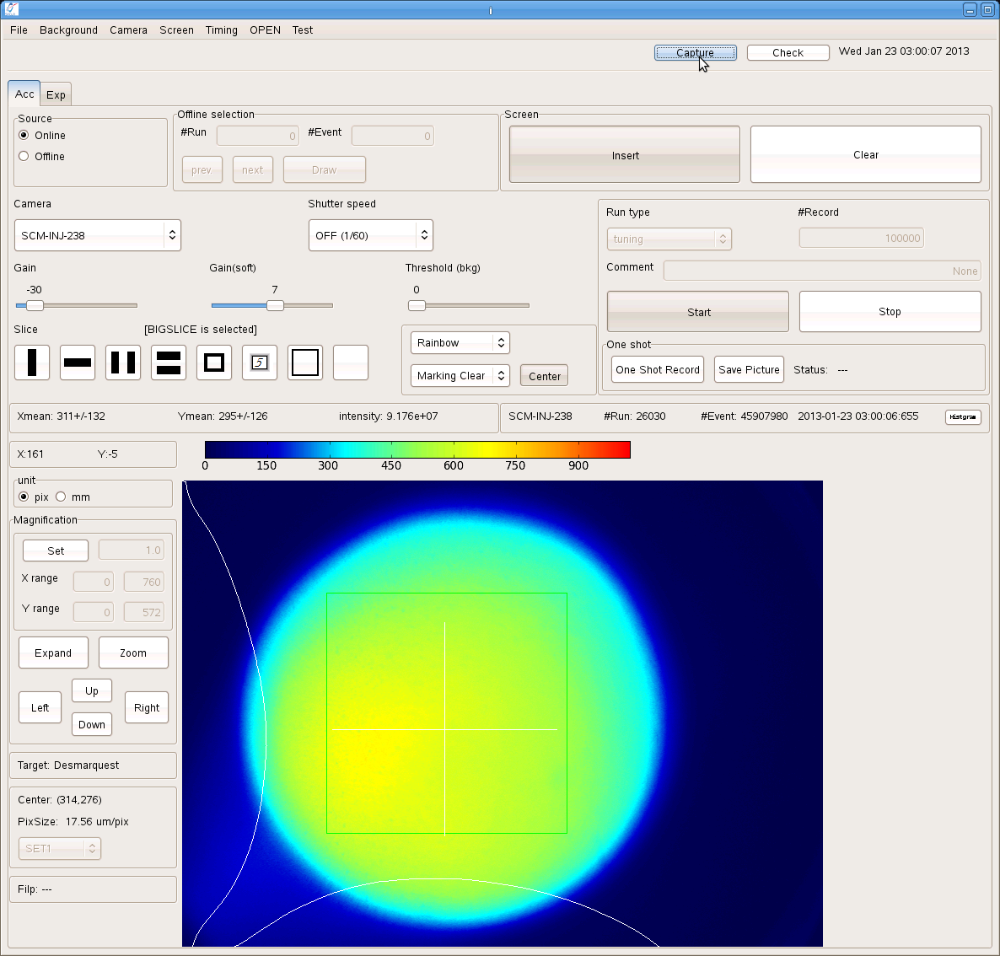 i
File Background Camera Screen Timing OPEN Test
Capture Check Wed Jan 23 03:00:07 2013
Acc Exp
Source
Online
Offline
Offline selection
#Run 0 #Event 0
prev. next Draw
Screen
Insert Clear
Camera Shutter speed
SCM-INJ-238 OFF (1/60)
Gain Gain(soft) Threshold (bkg)
-30 7 0
Slice [BIGSLICE is selected]
5
Rainbow
Marking Clear Center
Run type #Record
tuning 100000
Comment None
Start Stop
One shot
One Shot Record Save Picture Status: ---
Xmean: 311+/-132 Ymean: 295+/-126 intensity: 9.176e+07
SCM-INJ-238 #Run: 26030 #Event: 45907980 2013-01-23 03:00:06:655 Histgram
X:161 Y:-5
0 150 300 450 600 750 900
unit
pix mm
Magnification
Set 1.0
X range 0 760
Y range 0 572
Expand Zoom
Up
Left Right
Down
Target: Desmarquest
Center: (314,276)
PixSize: 17.56 um/pix
SET1
Filp: ---